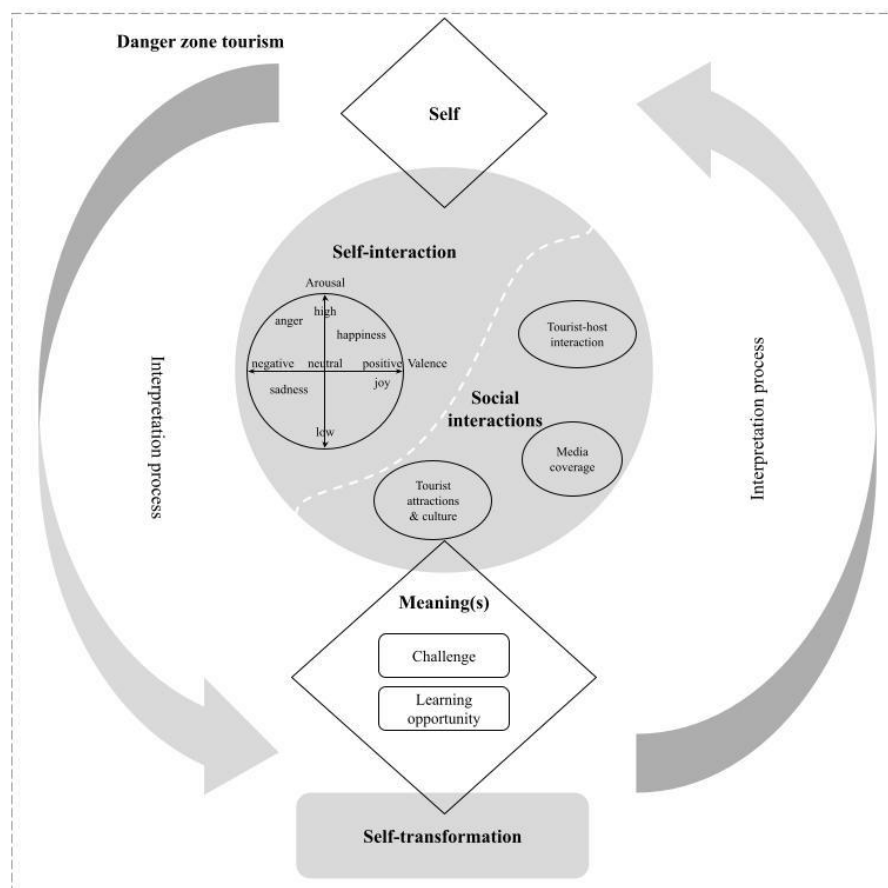 Danger zone tourism
Self
Self-interaction
Arousal
high
anger
happiness
negative neutral positive Valence
joy
sadness
low
Tourist-host
interaction
Social
interactions
Media
coverage
Tourist
attractions
& culture
Interpretation process
Interpretation process
Meaning(s)
Challenge
Learning
opportunity
Self-transformation